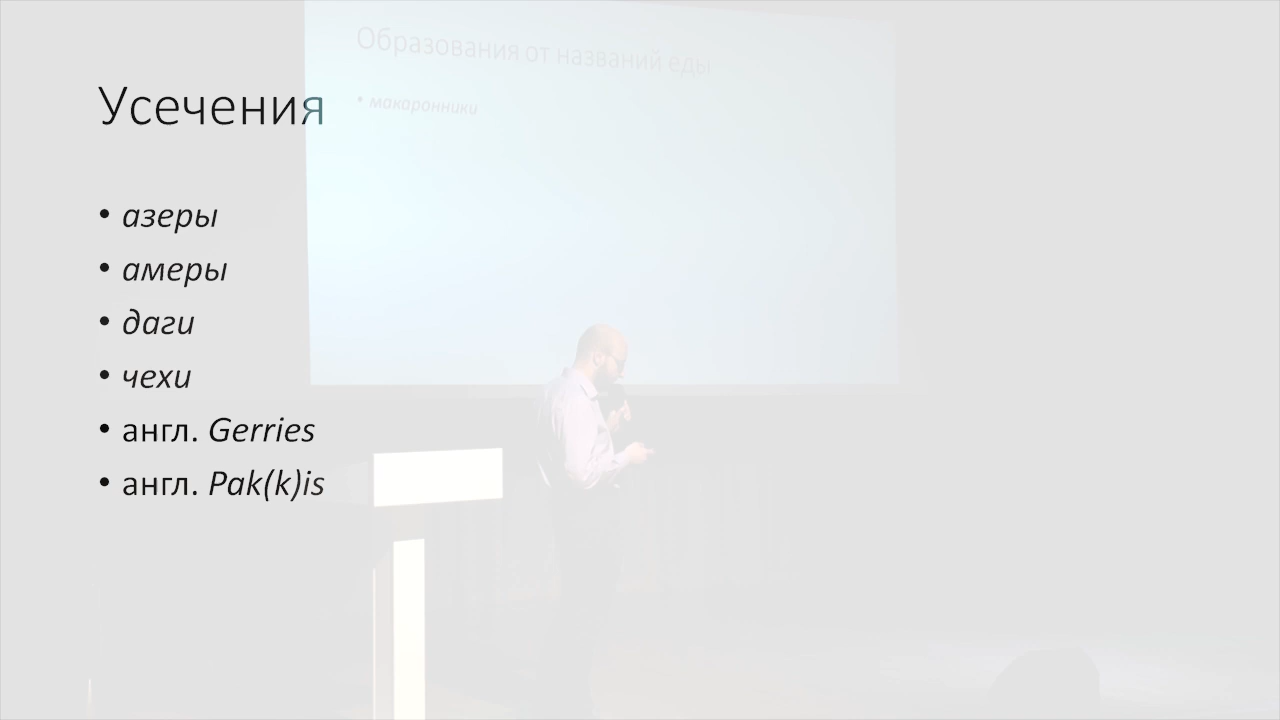 Усечения
• азеры
• амеры
• даги
• чехи
• англ. Gerries
• англ. Pak(k)is
Образования от названий еды
• макаронники